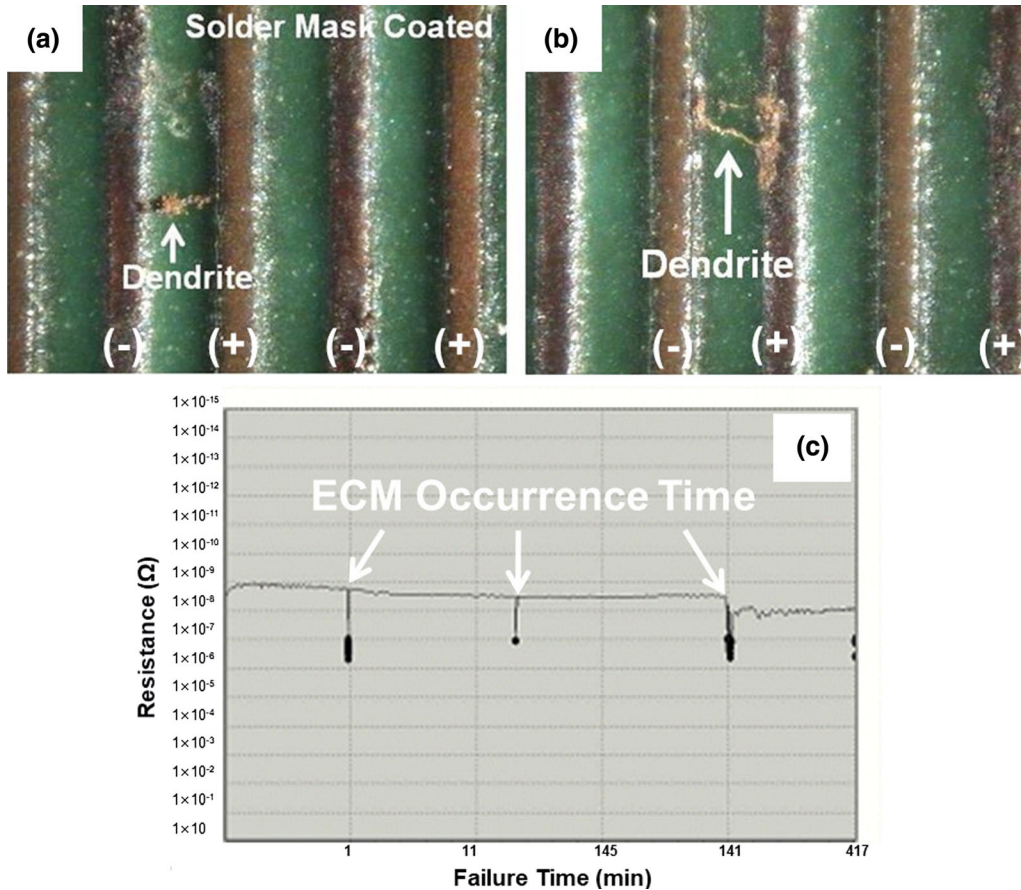 (a)
Solder Mask Coated
Dendrite
(-) (+) (-) (+)
(b)
Dendrite
(-) (+) (-) (+)
(c)
ECM Occurrence Time
Resistance (Ω)
1×10-15
1×10-14
1×10-13
1×10-12
1×10-11
1×10-10
1×10-9
1×10-8
1×10-7
1×10-6
1×10-5
1×10-4
1×10-3
1×10-2
1×10-1
1×10
1 11 145 141 417
Failure Time (min)